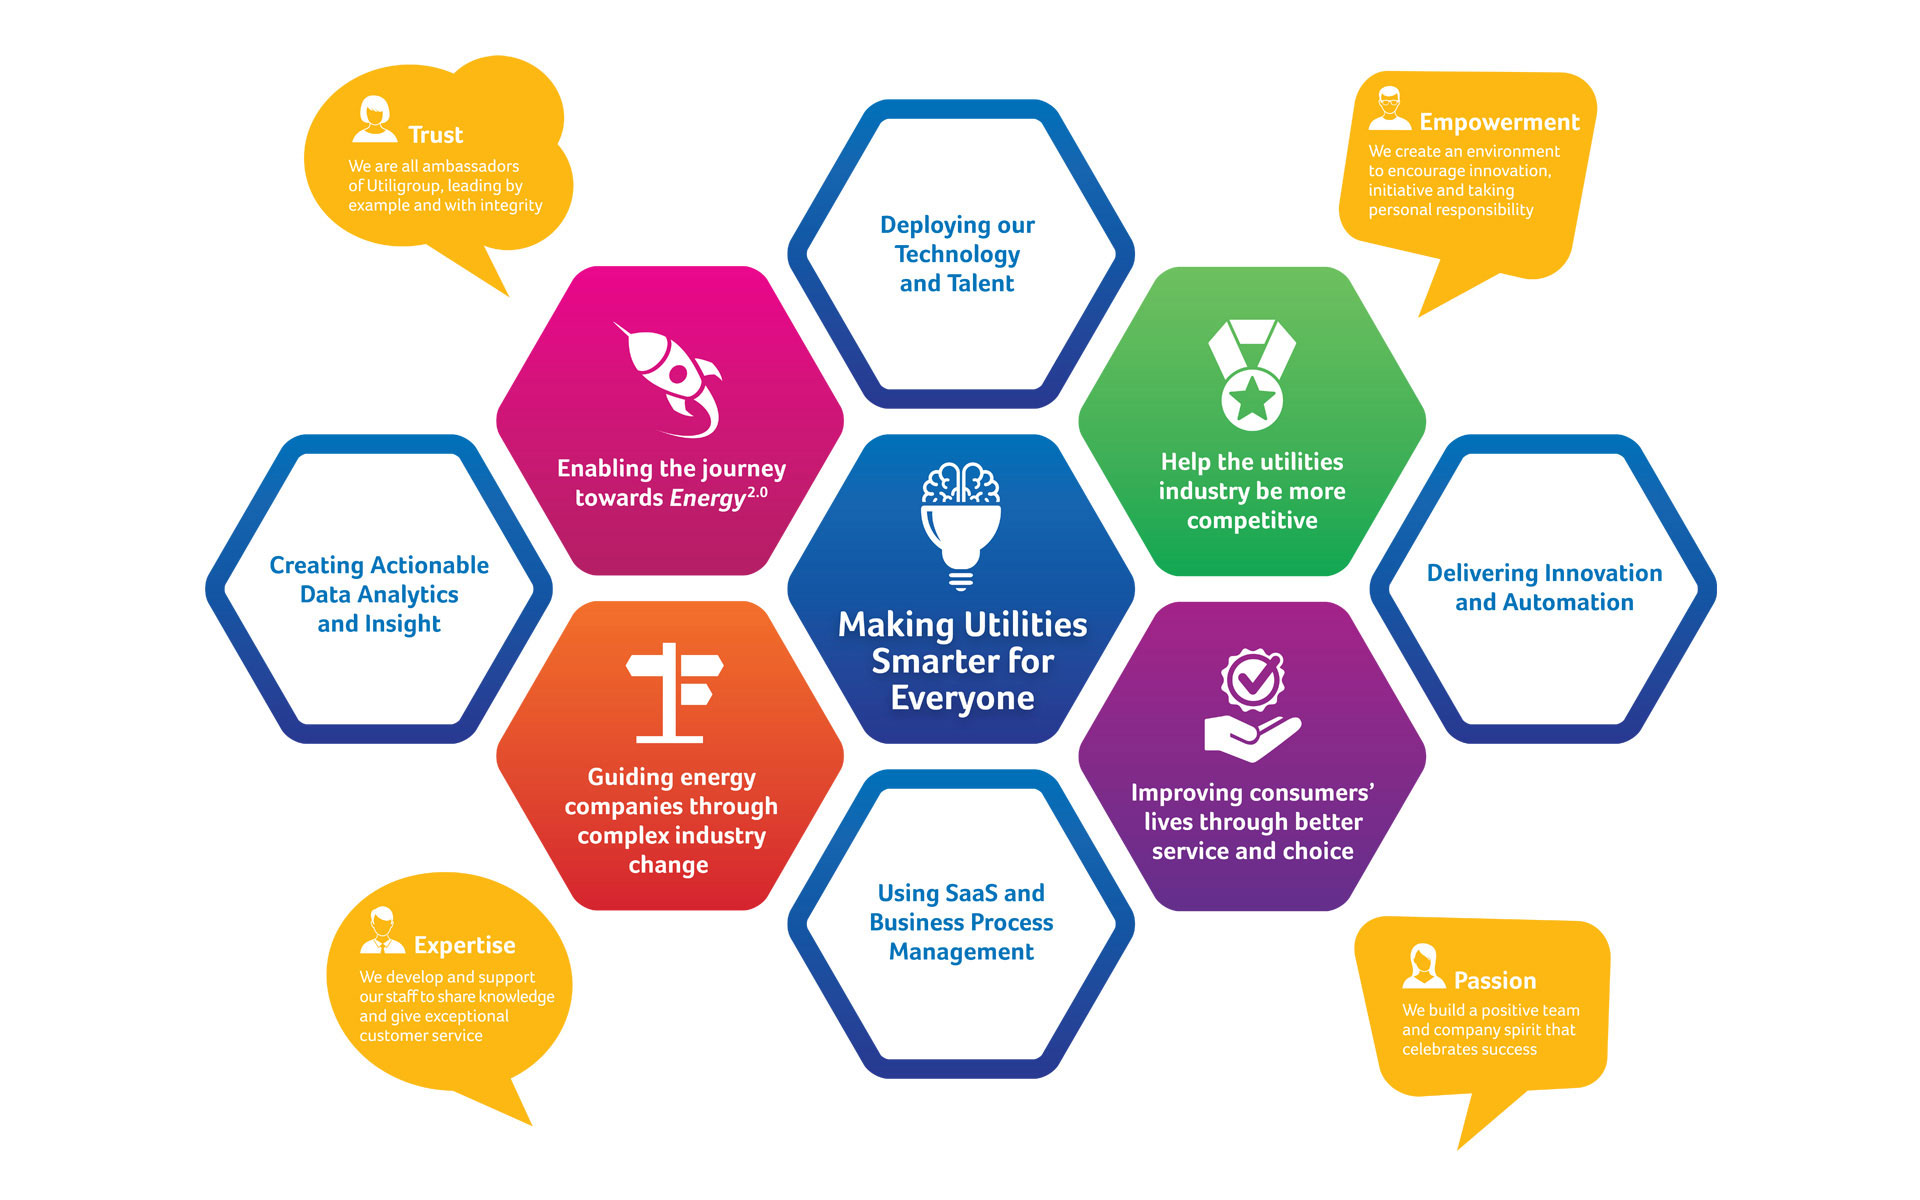 Trust
We are all ambassadors
of Utiligroup, leading by
example and with integrity
Empowerment
We create an environment
to encourage innovation,
initiative and taking
personal responsibility
Deploying our
Technology
and Talent
Enabling the journey
towards Energy2.0
Help the utilities
industry be more
competitive
Creating Actionable
Data Analytics
and Insight
Making Utilities
Smarter for
Everyone
Delivering Innovation
and Automation
Guiding energy
companies through
complex industry
change
Improving consumers’
lives through better
service and choice
Using SaaS and
Business Process
Management
Expertise
We develop and support
our staff to share knowledge
and give exceptional
customer service
Passion
We build a positive team
and company spirit that
celebrates success